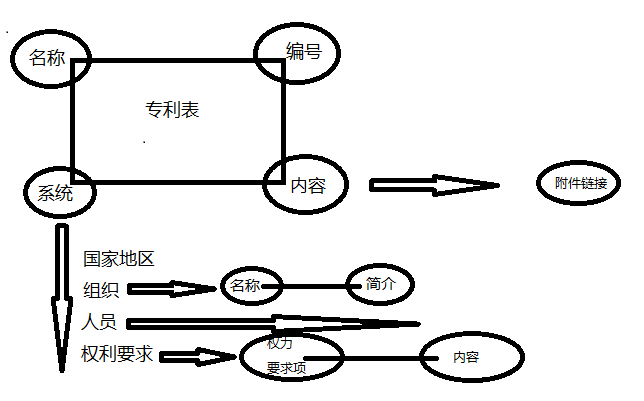 名称
编号
专利表
系统
内容
附件链接
国家地区
组织
名称
简介
人员
权利要求
权力
要求项
内容